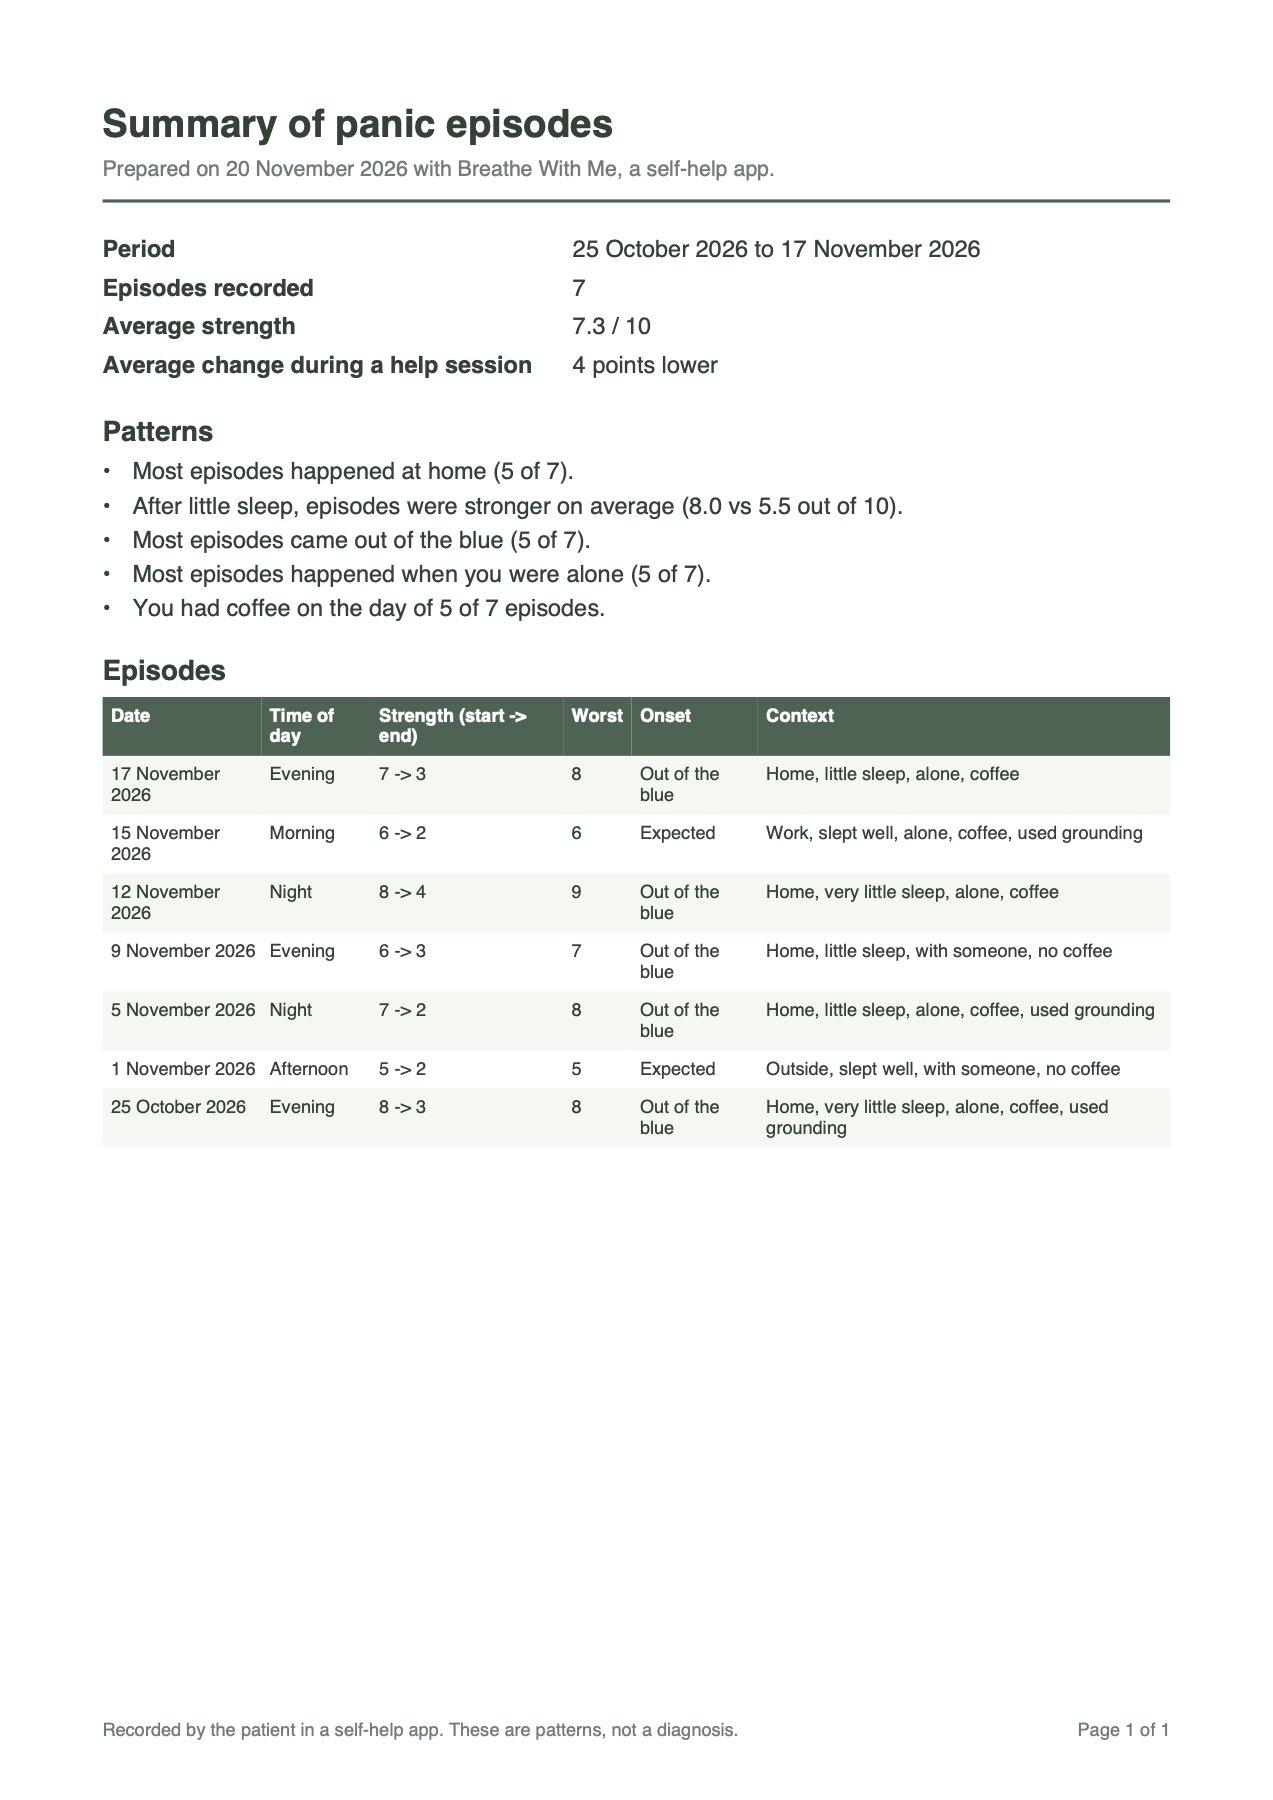 Summary of panic episodes
Prepared on 20 November 2026 with Breathe With Me, a self-help app.
Period 25 October 2026 to 17 November 2026
Episodes recorded 7
Average strength 7.3 / 10
Average change during a help session 4 points lower
Patterns
• Most episodes happened at home (5 of 7).
• After little sleep, episodes were stronger on average (8.0 vs 5.5 out of 10).
• Most episodes came out of the blue (5 of 7).
• Most episodes happened when you were alone (5 of 7).
• You had coffee on the day of 5 of 7 episodes.
Episodes
Date Time of day Strength (start -> end) Worst Onset Context
17 November 2026 Evening 7 -> 3 8 Out of the blue Home, little sleep, alone, coffee
15 November 2026 Morning 6 -> 2 6 Expected Work, slept well, alone, coffee, used grounding
12 November 2026 Night 8 -> 4 9 Out of the blue Home, very little sleep, alone, coffee
9 November 2026 Evening 6 -> 3 7 Out of the blue Home, little sleep, with someone, no coffee
5 November 2026 Night 7 -> 2 8 Out of the blue Home, little sleep, alone, coffee, used grounding
1 November 2026 Afternoon 5 -> 2 5 Expected Outside, slept well, with someone, no coffee
25 October 2026 Evening 8 -> 3 8 Out of the blue Home, very little sleep, alone, coffee, used grounding
Recorded by the patient in a self-help app. These are patterns, not a diagnosis. Page 1 of 1